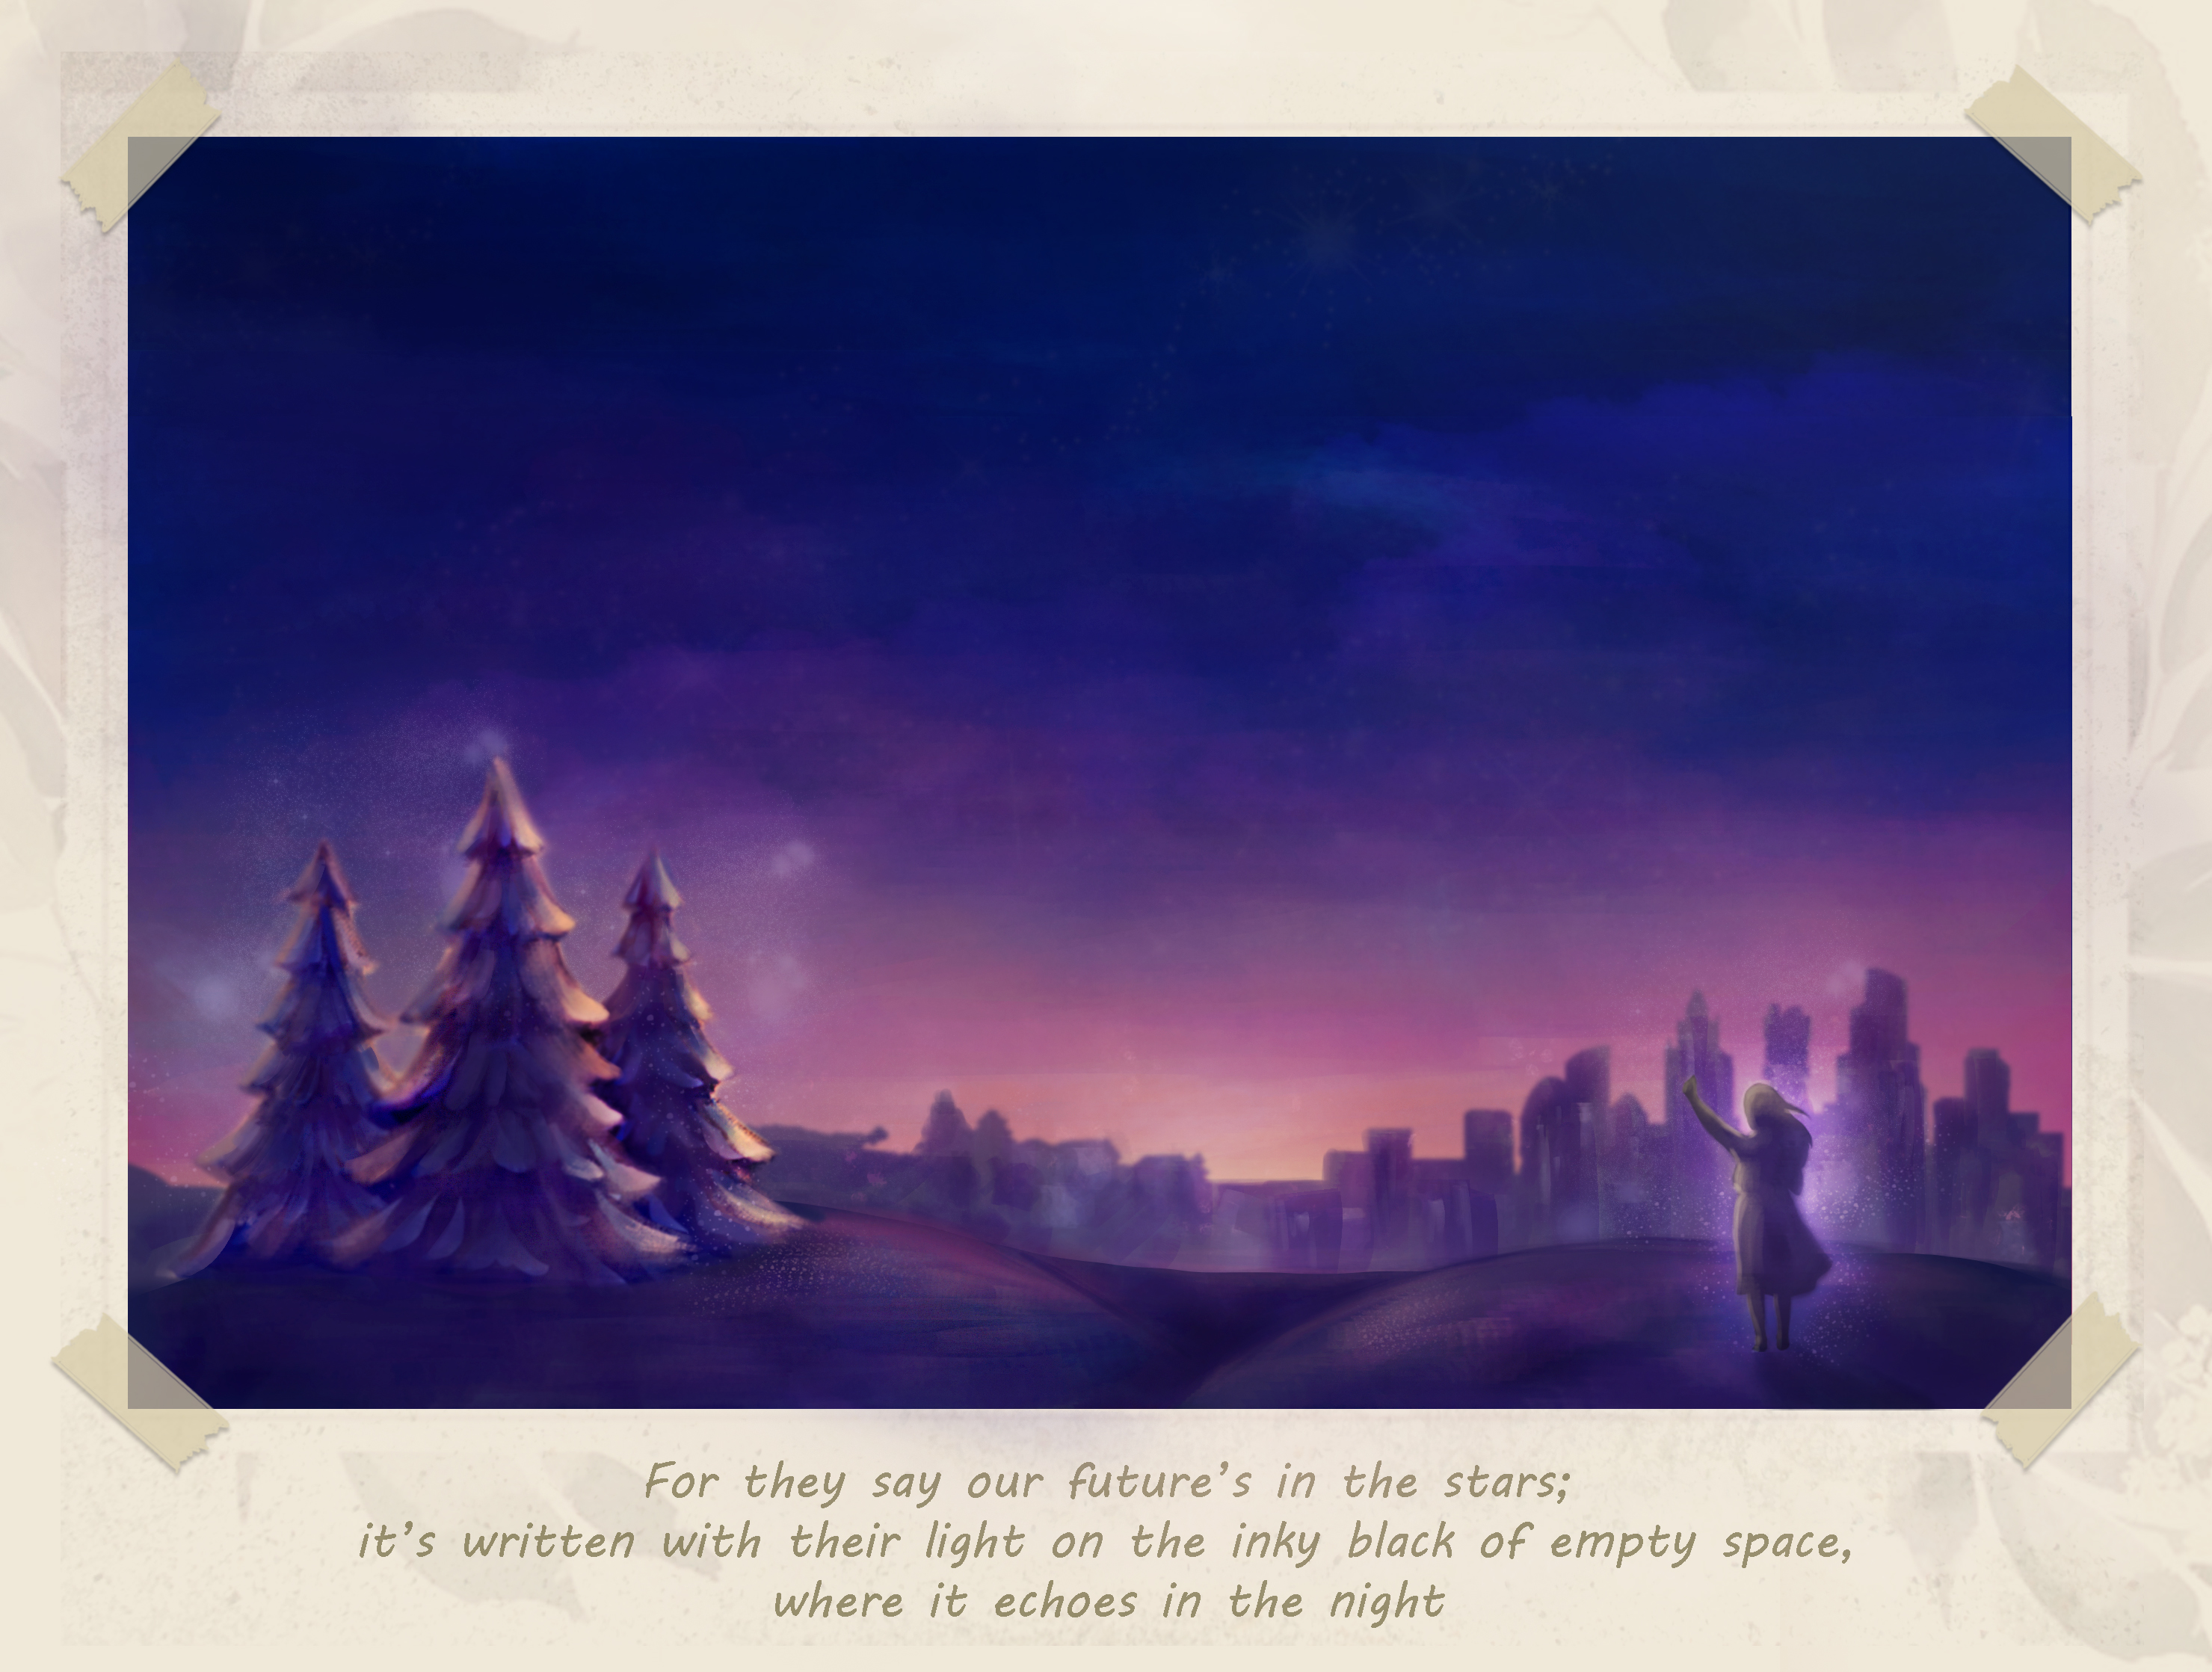 For they say our future’s in the stars;
it’s written with their light on the inky black of empty space,
where it echoes in the night